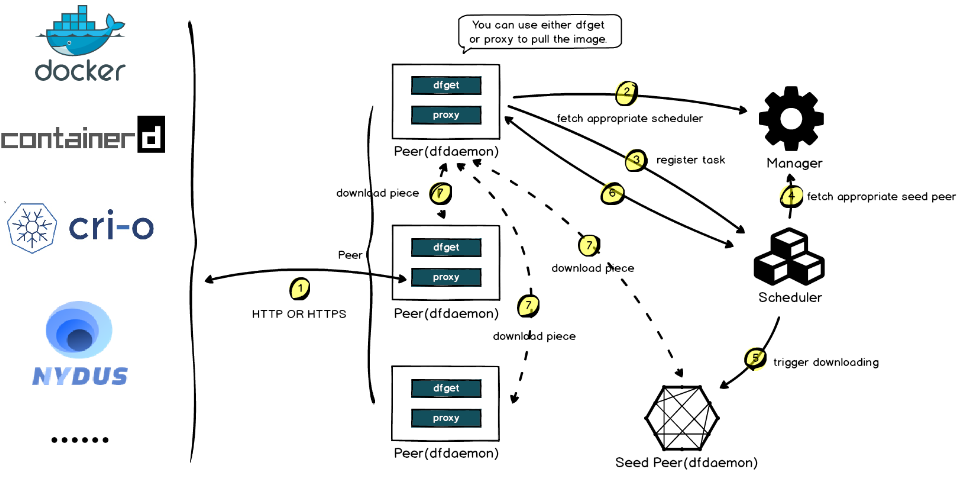 You can use either dfget
or proxy to pull the image.
docker
containerd
cri-o
NYDUS
......
dfget
proxy
Peer(dfdaemon)
2
fetch appropriate scheduler
Manager
3
register task
4
fetch appropriate seed peer
6
7
download piece
Peer
dfget
proxy
Peer(dfdaemon)
1
HTTP OR HTTPS
7
download piece
7
download piece
Scheduler
5
trigger downloading
dfget
proxy
Peer(dfdaemon)
Seed Peer(dfdaemon)